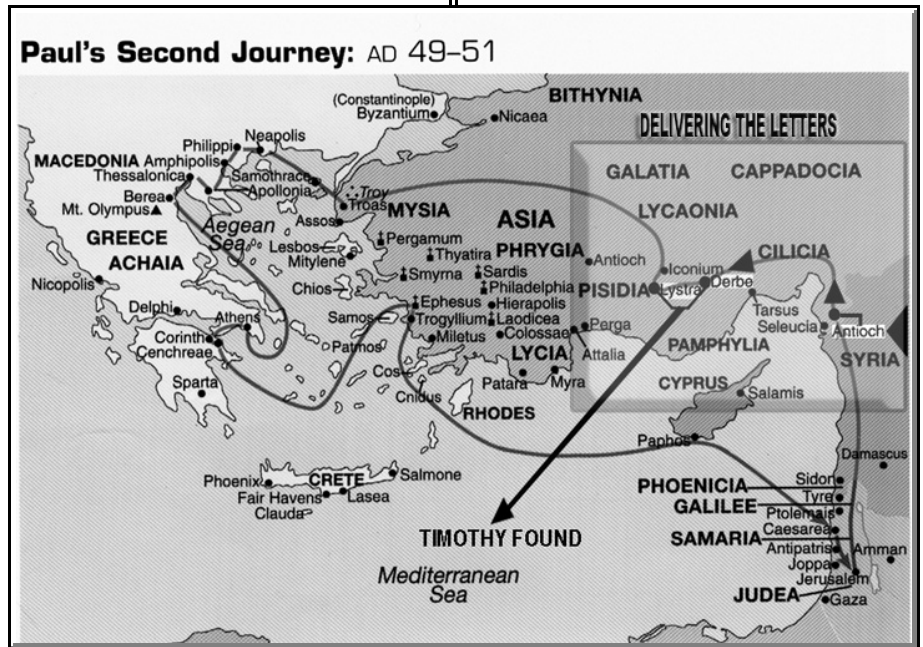 Paul's Second Journey: AD 49–51
BITHYNIA
(Constantinople)
Byzantium
Nicaea
DELIVERING THE LETTERS
Philippi
Neapolis
MACEDONIA
Amphipolis
Thessalonica
Samothrace
Apollonia
GALATIA
CAPPADOCIA
Berea
Troy
Troas
Mt. Olympus
MYSIA
ASIA
LYCAONIA
Aegean
Sea
Assos
GREECE
ACHAIA
Lesbos
Mitylene
Pergamum
Thyatira
PHRYGIA
Antioch
Iconium
CILICIA
Nicopolis
Chios
Smyrna
Sardis
Philadelphia
PISIDIA
Lystra
Derbe
Delphi
Athens
Samos
Ephesus
Hierapolis
Tarsus
Trogyllium
Laodicea
Seleucia
Antioch
Corinth
Cenchreae
Patmos
Miletus
Colossae
Perga
Attalia
PAMPHYLIA
SYRIA
LYCIA
Sparta
Cos
Cnidus
Patara
Myra
CYPRUS
Salamis
RHODES
Paphos
Damascus
Phoenix
CRETE
Salmone
Fair Havens
Lasea
Clauda
PHOENICIA
Sidon
Tyre
GALILEE
Ptolemais
Caesarea
TIMOTHY FOUND
SAMARIA
Antipatris
Amman
Joppa
Jerusalem
Mediterranean
Sea
JUDEA
Gaza